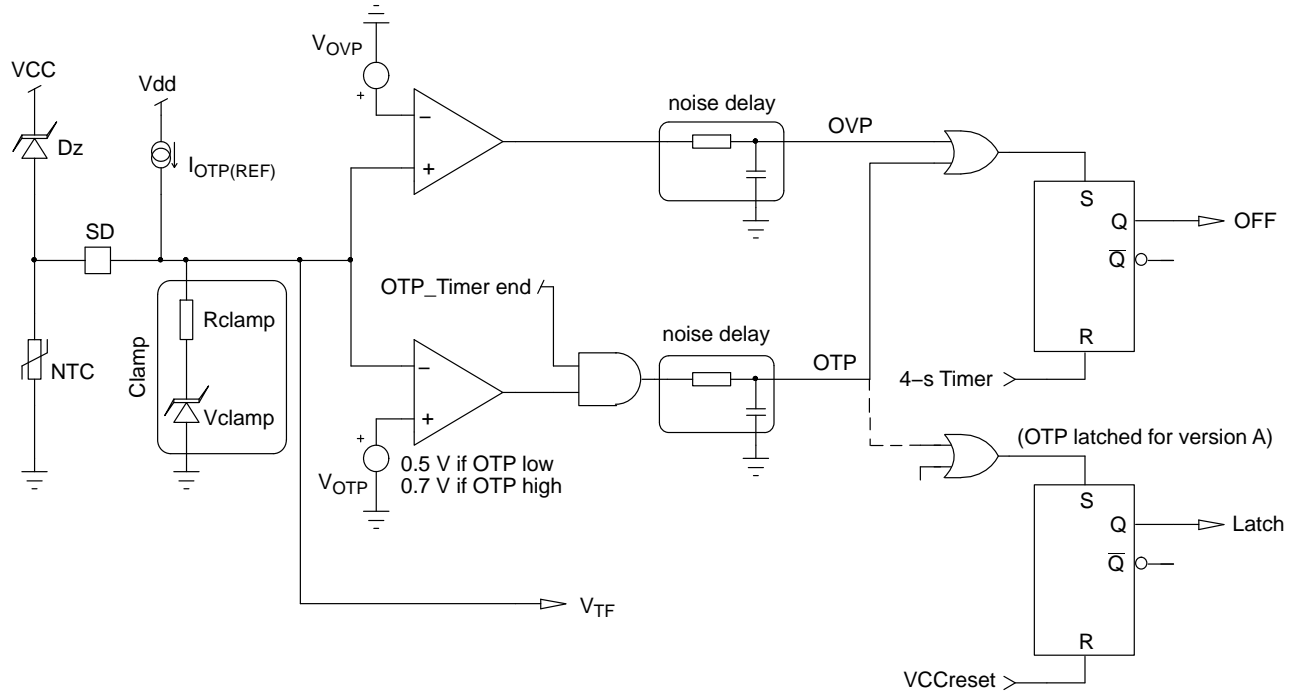 V_OVP
VCC
Vdd
noise delay
OVP
Dz
I_OTP(REF)
−
+
+
S
Q
OFF
SD
Q̅
OTP_Timer end
Rclamp
noise delay
R
Clamp
NTC
OTP
4−s Timer
−
Vclamp
+
+
(OTP latched for version A)
0.5 V if OTP low
V_OTP
0.7 V if OTP high
S
Q
Latch
Q̅
V_TF
R
VCCreset